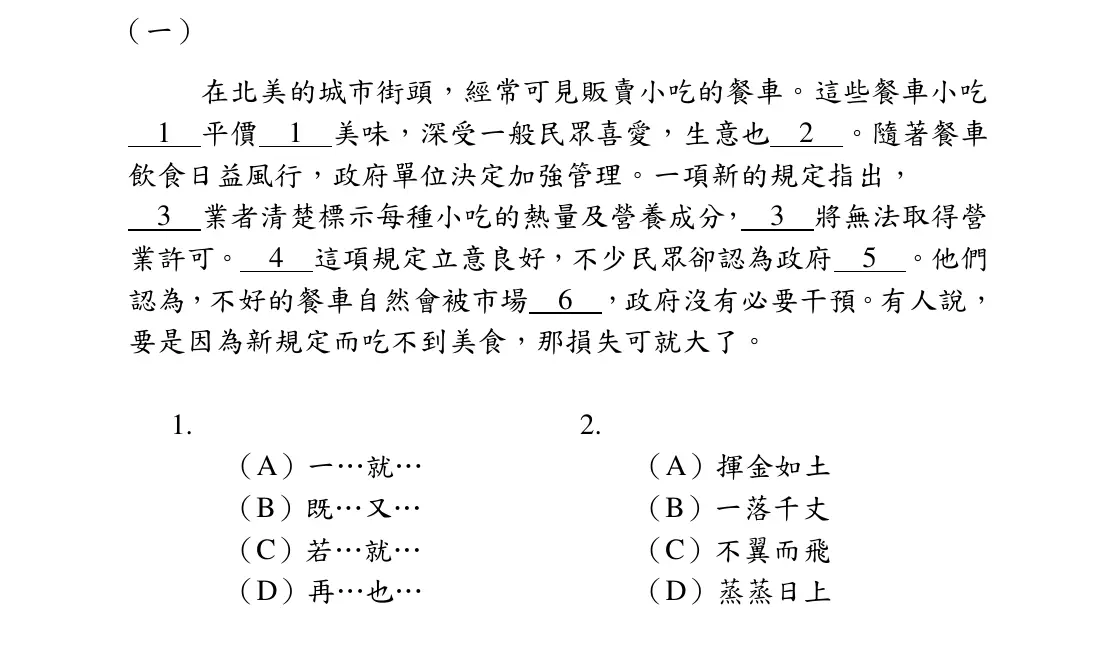 （一）
在北美的城市街頭，經常可見販賣小吃的餐車。這些餐車小吃
1 平價 1 美味，深受一般民眾喜愛，生意也 2 。隨著餐車
飲食日益風行，政府單位決定加強管理。一項新的規定指出，
3 業者清楚標示每種小吃的熱量及營養成分， 3 將無法取得營
業許可。 4 這項規定立意良好，不少民眾卻認為政府 5 。他們
認為，不好的餐車自然會被市場 6 ，政府沒有必要干預。有人說，
要是因為新規定而吃不到美食，那損失可就大了。
1.
（A）一…就…
（B）既…又…
（C）若…就…
（D）再…也…
2.
（A）揮金如土
（B）一落千丈
（C）不翼而飛
（D）蒸蒸日上